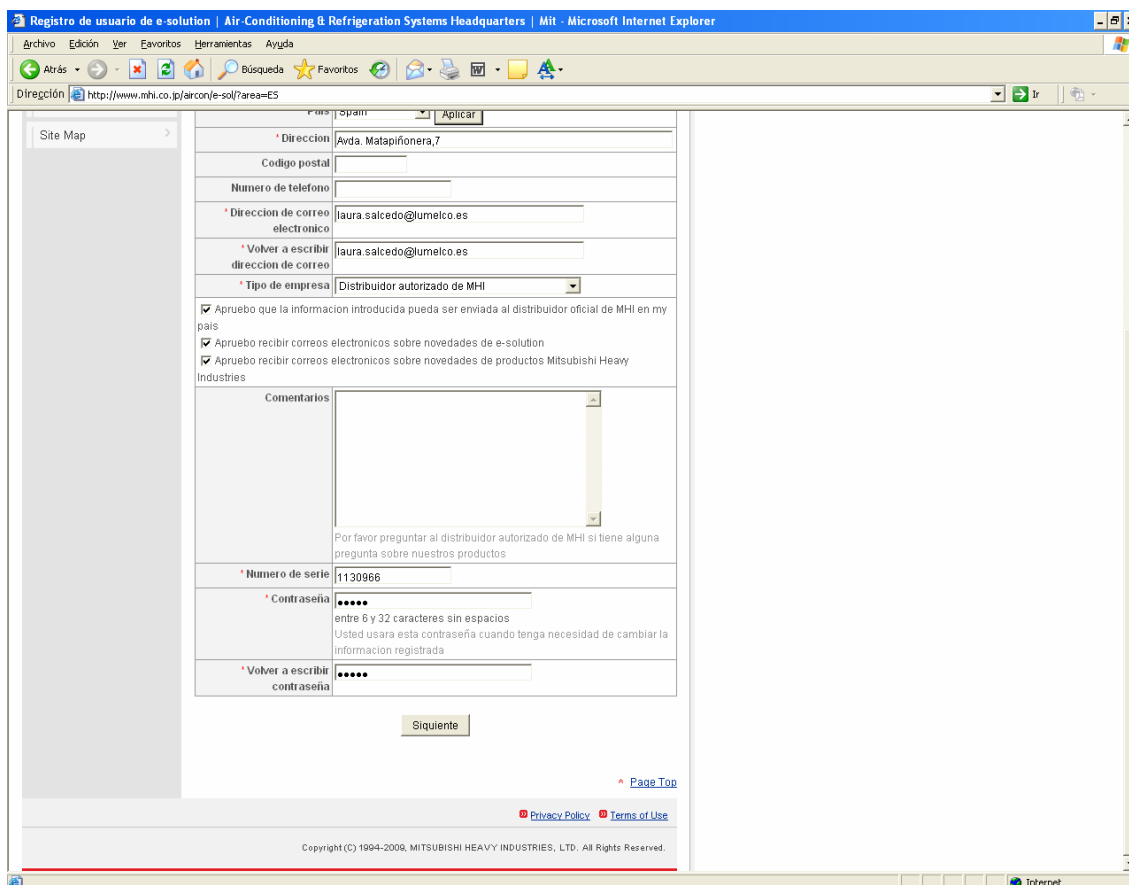 Registro de usuario de e-solution | Air-Conditioning & Refrigeration Systems Headquarters | Mit - Microsoft Internet Explorer
Archivo Edición Ver Favoritos Herramientas Ayuda
Atrás Búsqueda Favoritos
Dirección http://www.mhi.co.jp/aircon/e-sol/?area=ES Ir
Pais Spain Aplicar
Site Map
* Direccion Avda. Matapiñonera,7
Codigo postal
Numero de telefono
* Direccion de correo
electronico
laura.salcedo@lumelco.es
* Volver a escribir
direccion de correo
laura.salcedo@lumelco.es
* Tipo de empresa Distribuidor autorizado de MHI
Apruebo que la informacion introducida pueda ser enviada al distribuidor oficial de MHI en my
pais
Apruebo recibir correos electronicos sobre novedades de e-solution
Apruebo recibir correos electronicos sobre novedades de productos Mitsubishi Heavy
Industries
Comentarios
Por favor preguntar al distribuidor autorizado de MHI si tiene alguna
pregunta sobre nuestros productos
* Numero de serie 1130966
* Contraseña •••••
entre 6 y 32 caracteres sin espacios
Usted usara esta contraseña cuando tenga necesidad de cambiar la
informacion registrada
* Volver a escribir
contraseña
•••••
Siquiente
Page Top
Privacy Policy Terms of Use
Copyright (C) 1994-2009, MITSUBISHI HEAVY INDUSTRIES, LTD. All Rights Reserved.
Internet